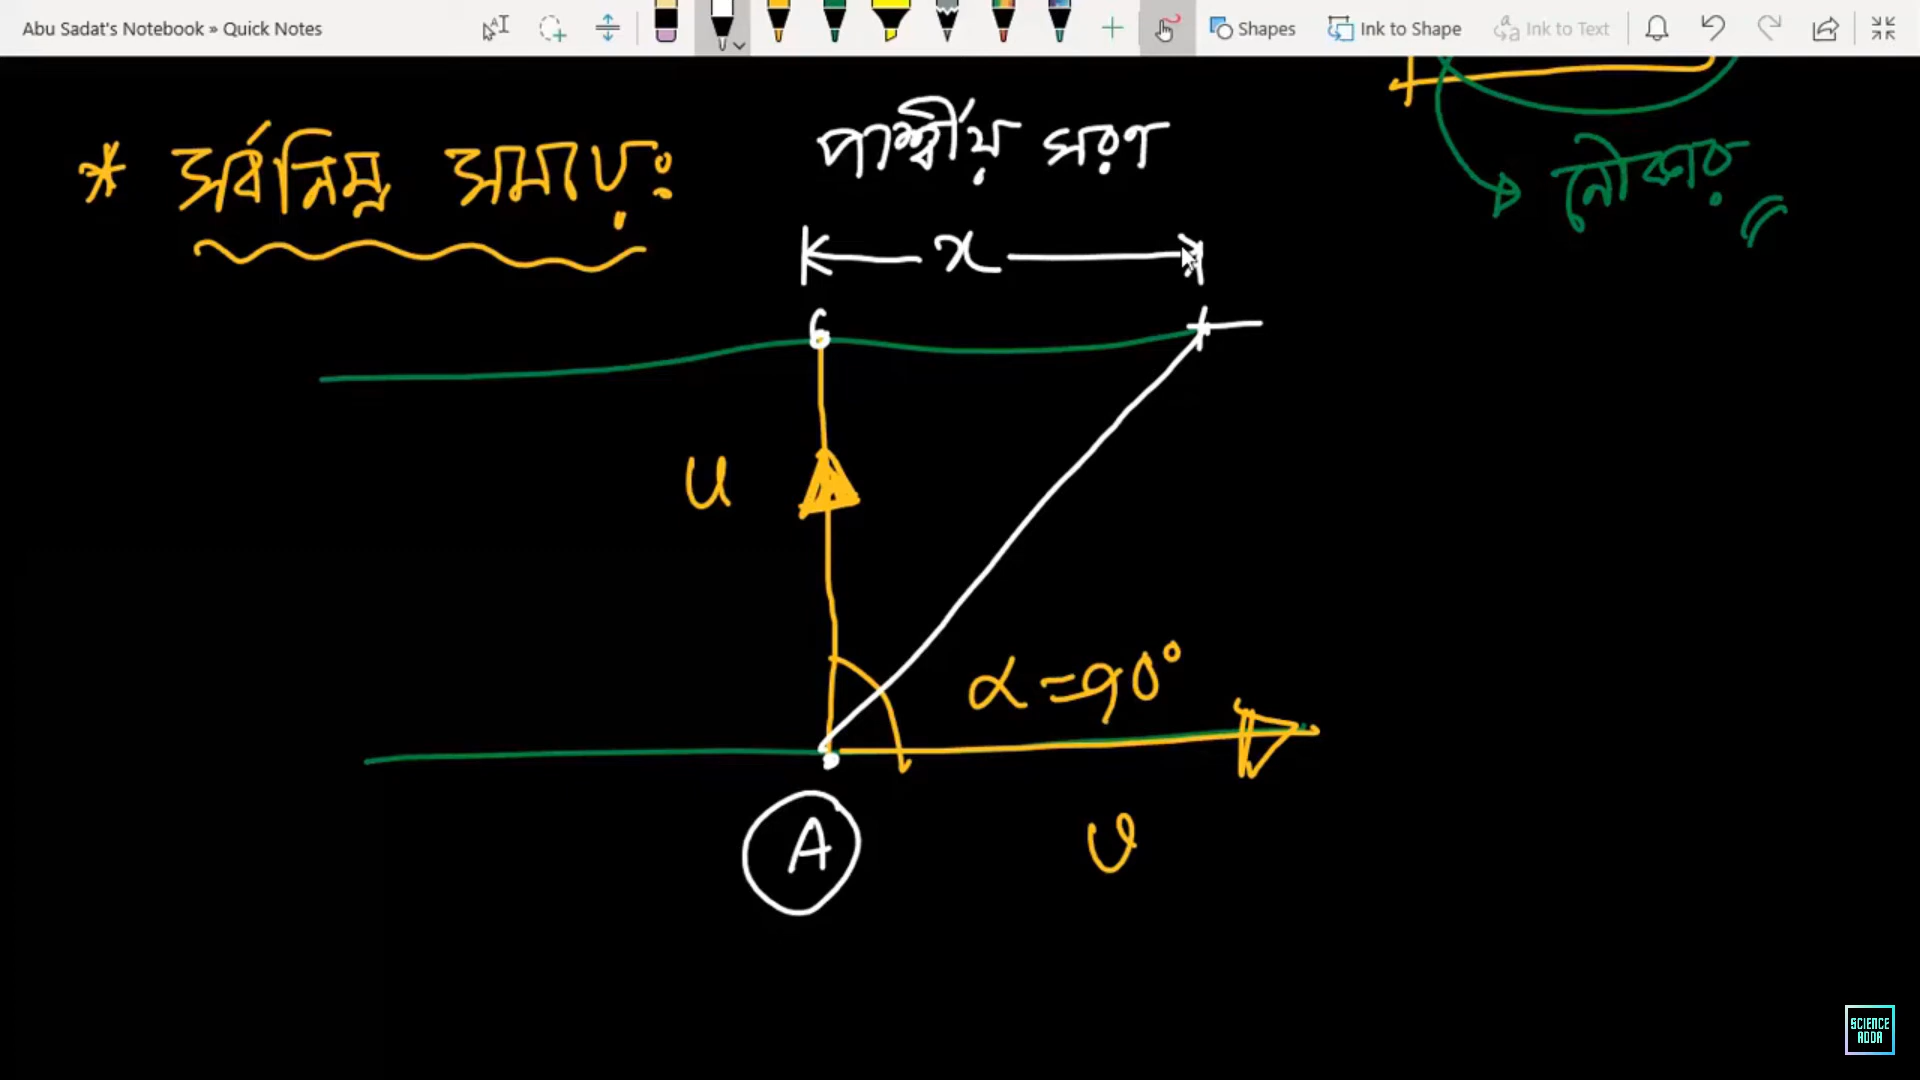 Abu Sadat's Notebook » Quick Notes
Shapes
Ink to Shape
Ink to Text
* সর্বনিম্ন সময়ঃ
পার্শ্বীয় সরণ
নৌকার
x
u
α = 90°
v
A
SCIENCE
ADDA